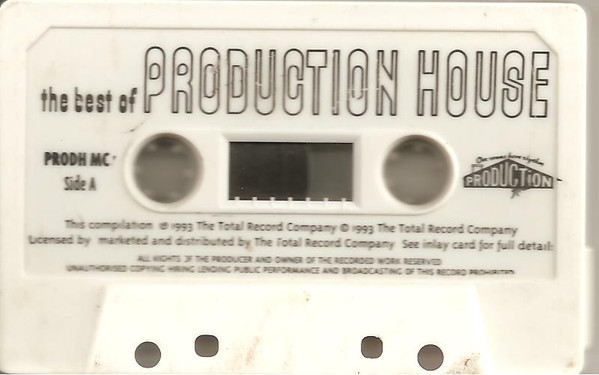 the best of PRODUCTION HOUSE
PRODH MC
Side A
PRODUCTION
This compilation ℗ 1993 The Total Record Company © 1993 The Total Record Company
Licensed by marketed and distributed by The Total Record Company See inlay card for full details
ALL RIGHTS OF THE PRODUCER AND OWNER OF THE RECORDED WORK RESERVED
UNAUTHORISED COPYING HIRING LENDING PUBLIC PERFORMANCE AND BROADCASTING OF THIS RECORD PROHIBITED